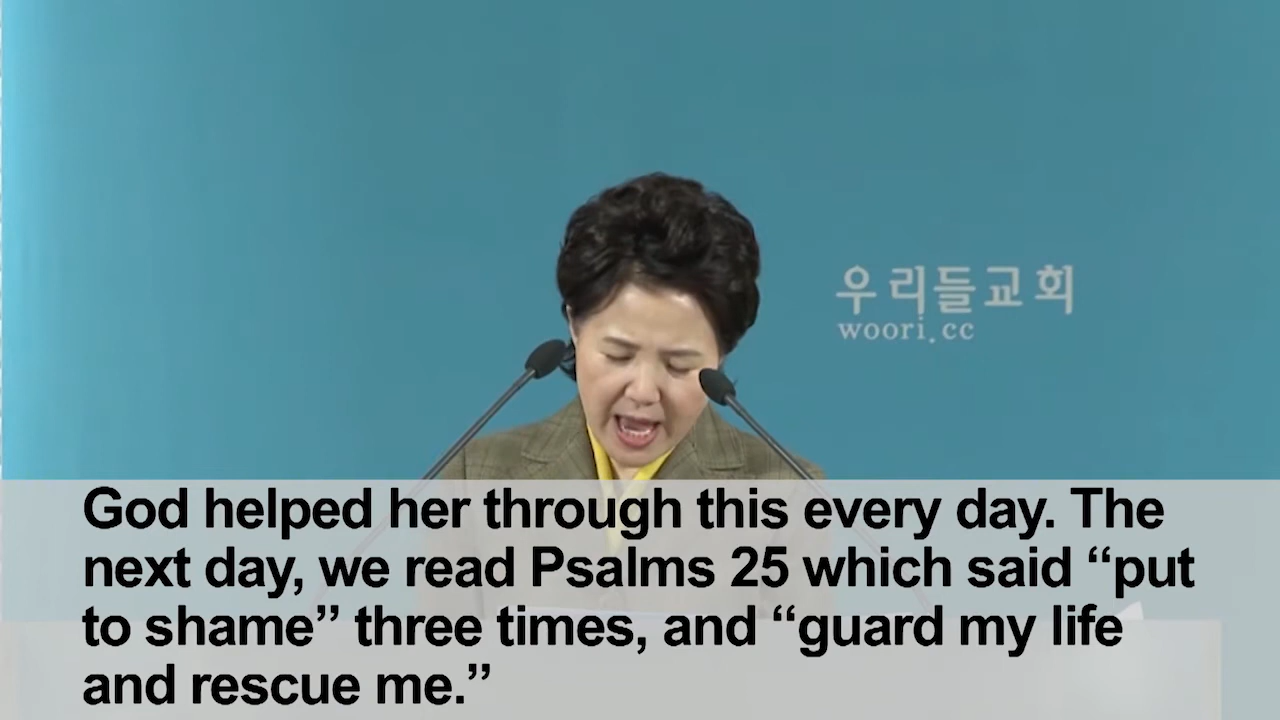 우리들교회
woori.cc
God helped her through this every day. The
next day, we read Psalms 25 which said “put
to shame” three times, and “guard my life
and rescue me.”